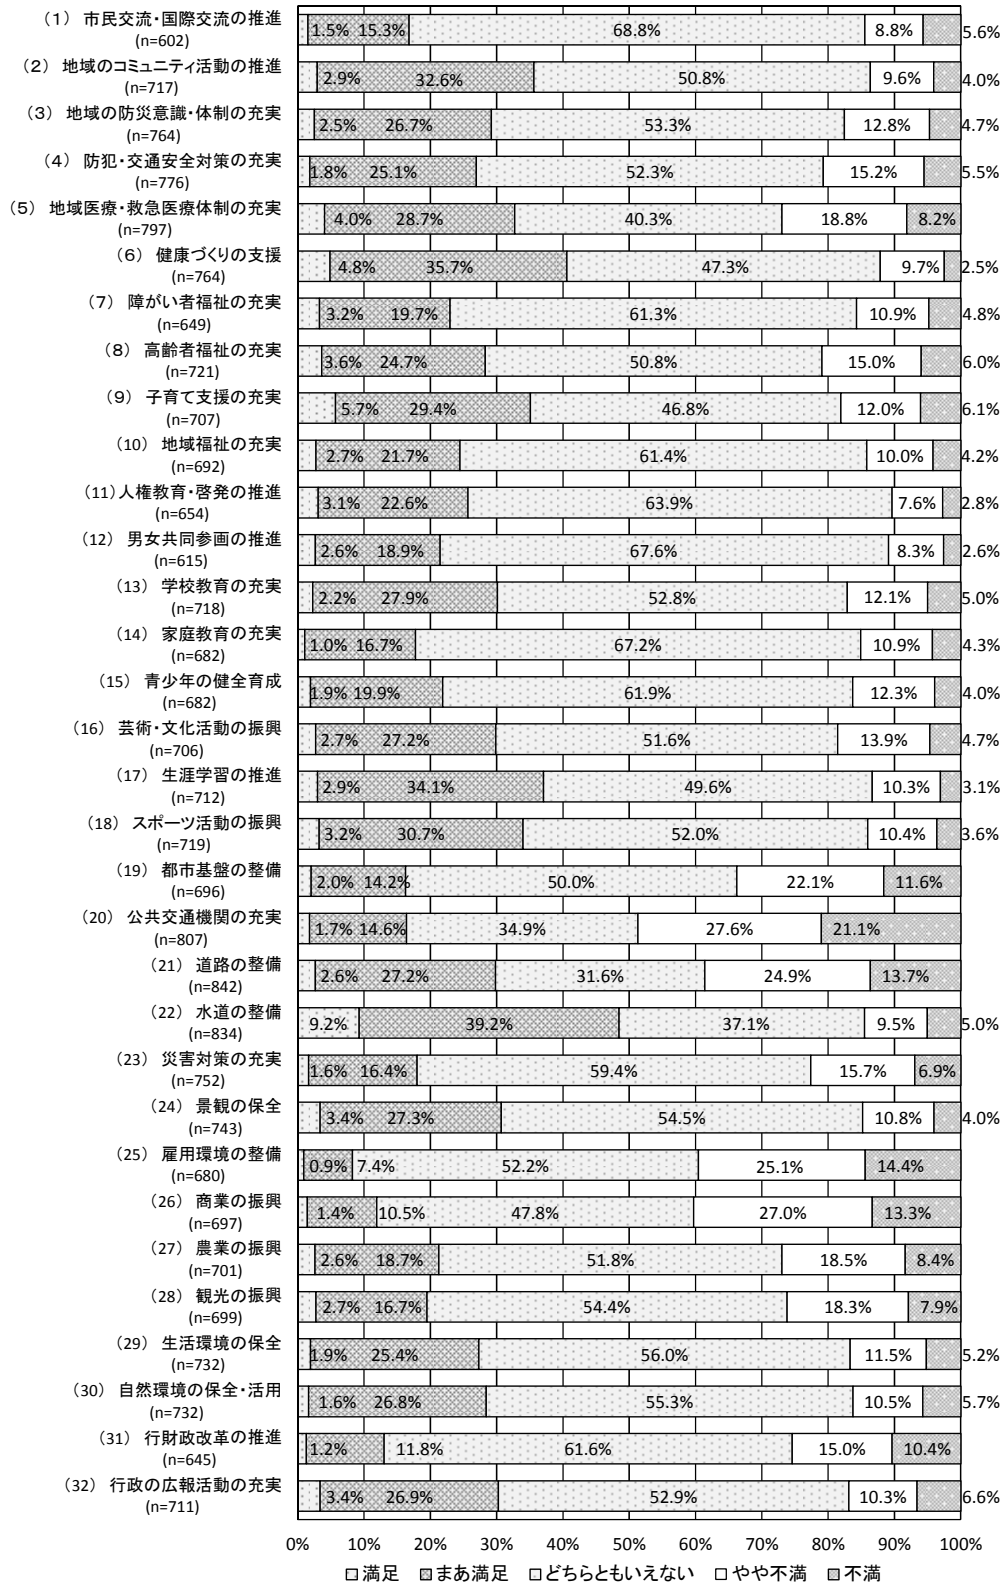 （1） 市民交流・国際交流の推進
(n=602)
1.5% 15.3% 68.8% 8.8% 5.6%
（2） 地域のコミュニティ活動の推進
(n=717)
2.9% 32.6% 50.8% 9.6% 4.0%
（3） 地域の防災意識・体制の充実
(n=764)
2.5% 26.7% 53.3% 12.8% 4.7%
（4） 防犯・交通安全対策の充実
(n=776)
1.8% 25.1% 52.3% 15.2% 5.5%
（5） 地域医療・救急医療体制の充実
(n=797)
4.0% 28.7% 40.3% 18.8% 8.2%
（6） 健康づくりの支援
(n=764)
4.8% 35.7% 47.3% 9.7% 2.5%
（7） 障がい者福祉の充実
(n=649)
3.2% 19.7% 61.3% 10.9% 4.8%
（8） 高齢者福祉の充実
(n=721)
3.6% 24.7% 50.8% 15.0% 6.0%
（9） 子育て支援の充実
(n=707)
5.7% 29.4% 46.8% 12.0% 6.1%
（10） 地域福祉の充実
(n=692)
2.7% 21.7% 61.4% 10.0% 4.2%
（11）人権教育・啓発の推進
(n=654)
3.1% 22.6% 63.9% 7.6% 2.8%
（12） 男女共同参画の推進
(n=615)
2.6% 18.9% 67.6% 8.3% 2.6%
（13） 学校教育の充実
(n=718)
2.2% 27.9% 52.8% 12.1% 5.0%
（14） 家庭教育の充実
(n=682)
1.0% 16.7% 67.2% 10.9% 4.3%
（15） 青少年の健全育成
(n=682)
1.9% 19.9% 61.9% 12.3% 4.0%
（16） 芸術・文化活動の振興
(n=706)
2.7% 27.2% 51.6% 13.9% 4.7%
（17） 生涯学習の推進
(n=712)
2.9% 34.1% 49.6% 10.3% 3.1%
（18） スポーツ活動の振興
(n=719)
3.2% 30.7% 52.0% 10.4% 3.6%
（19） 都市基盤の整備
(n=696)
2.0% 14.2% 50.0% 22.1% 11.6%
（20） 公共交通機関の充実
(n=807)
1.7% 14.6% 34.9% 27.6% 21.1%
（21） 道路の整備
(n=842)
2.6% 27.2% 31.6% 24.9% 13.7%
（22） 水道の整備
(n=834)
9.2% 39.2% 37.1% 9.5% 5.0%
（23） 災害対策の充実
(n=752)
1.6% 16.4% 59.4% 15.7% 6.9%
（24） 景観の保全
(n=743)
3.4% 27.3% 54.5% 10.8% 4.0%
（25） 雇用環境の整備
(n=680)
0.9% 7.4% 52.2% 25.1% 14.4%
（26） 商業の振興
(n=697)
1.4% 10.5% 47.8% 27.0% 13.3%
（27） 農業の振興
(n=701)
2.6% 18.7% 51.8% 18.5% 8.4%
（28） 観光の振興
(n=699)
2.7% 16.7% 54.4% 18.3% 7.9%
（29） 生活環境の保全
(n=732)
1.9% 25.4% 56.0% 11.5% 5.2%
（30） 自然環境の保全・活用
(n=732)
1.6% 26.8% 55.3% 10.5% 5.7%
（31） 行財政改革の推進
(n=645)
1.2% 11.8% 61.6% 15.0% 10.4%
（32） 行政の広報活動の充実
(n=711)
3.4% 26.9% 52.9% 10.3% 6.6%
0% 10% 20% 30% 40% 50% 60% 70% 80% 90% 100%
満足 まあ満足 どちらともいえない やや不満 不満